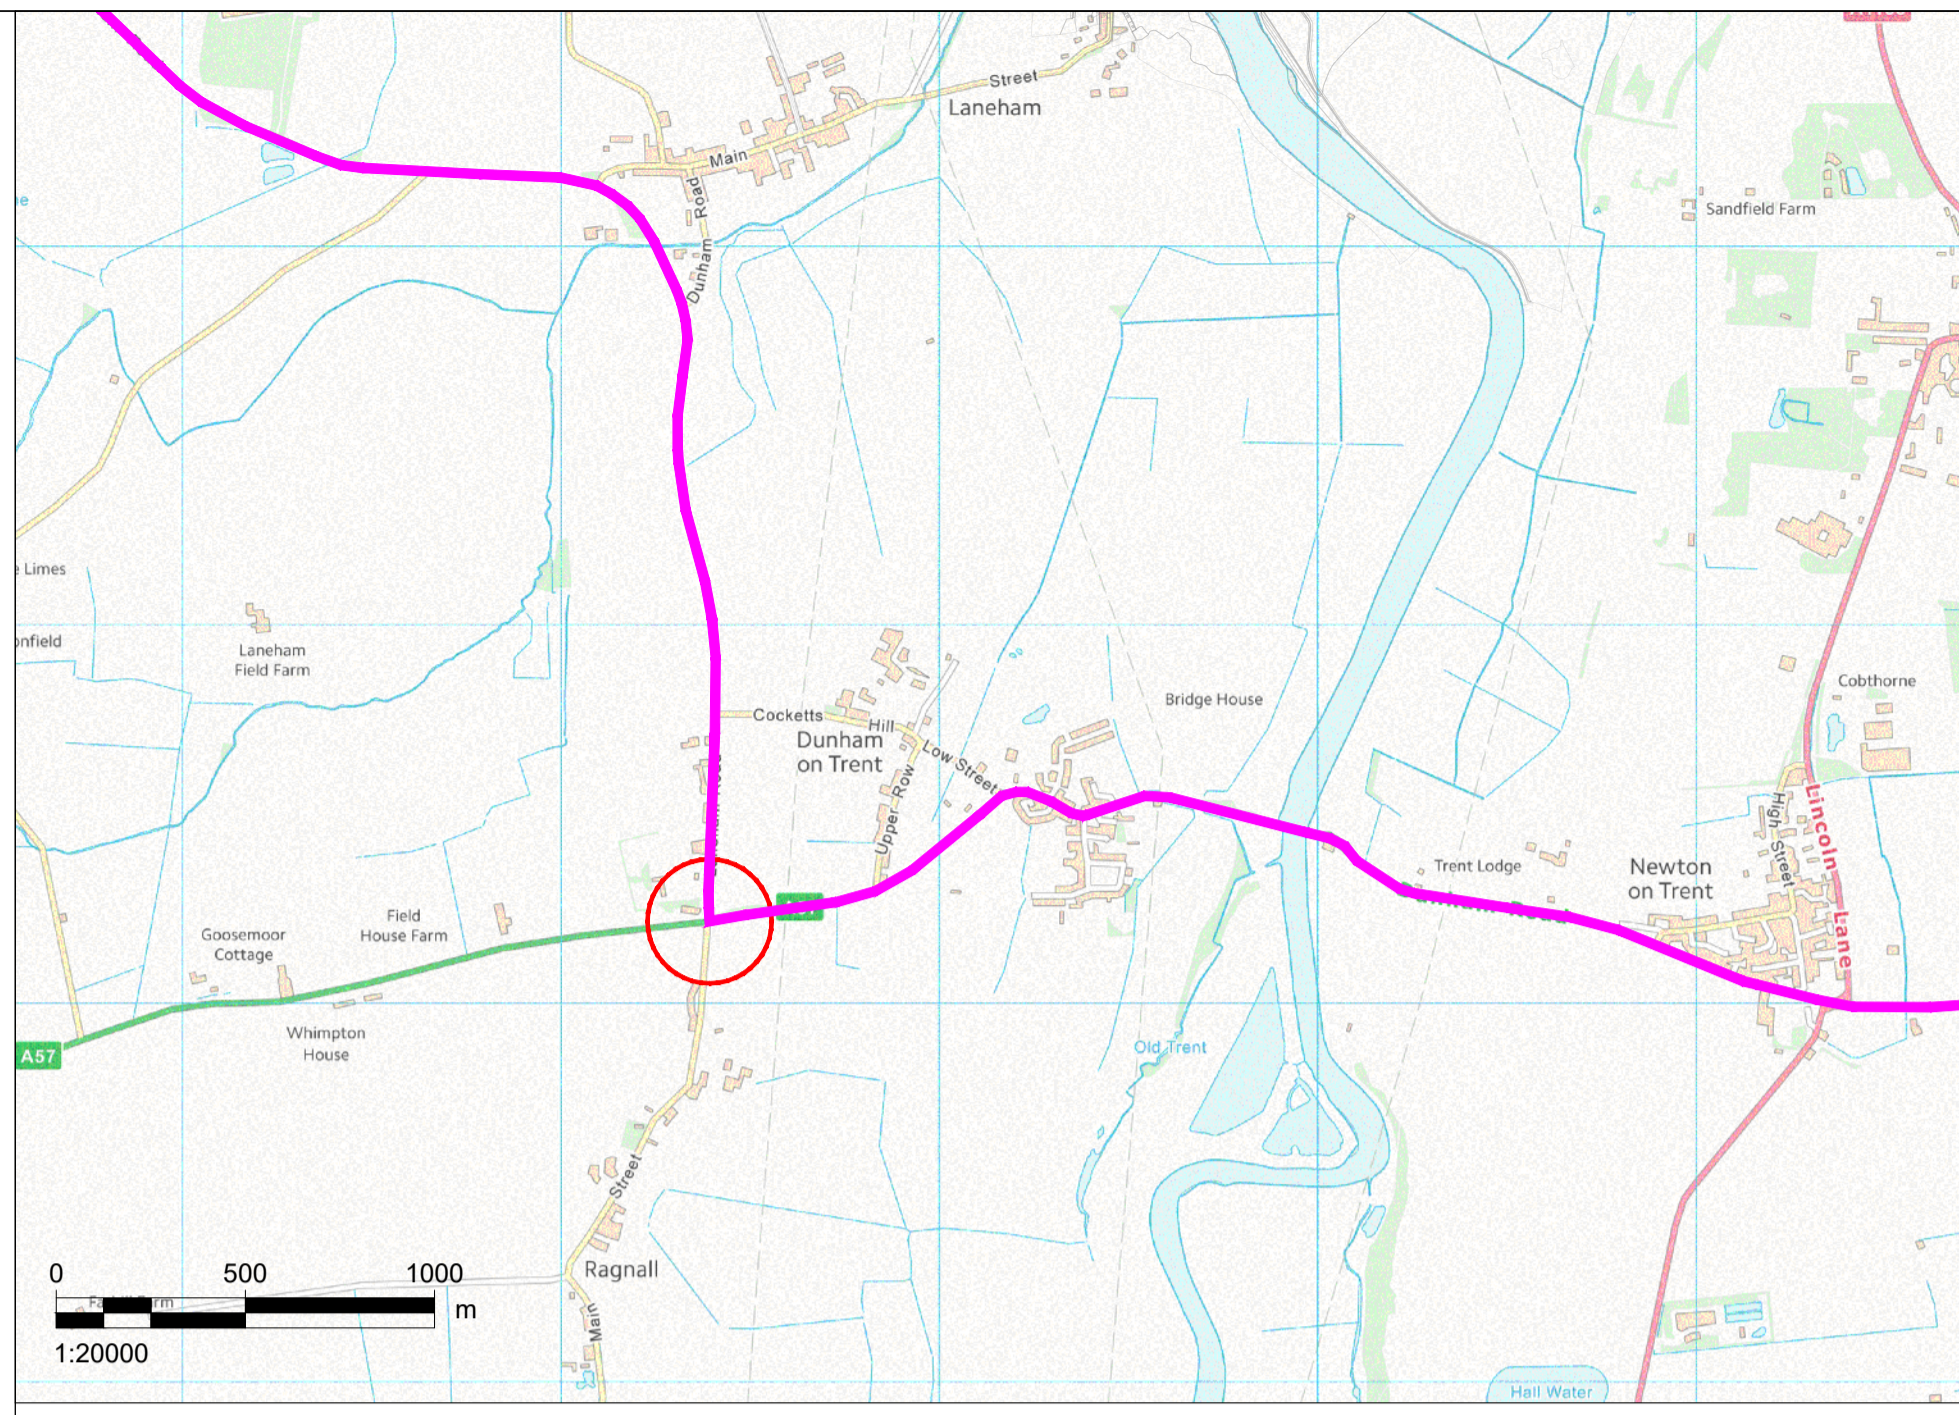 Street
Laneham
Main
Road
Dunham
Sandfield Farm
Limes
Laneham
Field Farm
Cocketts
Hill
Dunham
on Trent
Low Street
Upper Row
Bridge House
Cobthorne
High Street
Lincoln
Lane
Trent Lodge
Newton
on Trent
Field
House Farm
Goosemoor
Cottage
Whimpton
House
A57
Old Trent
Street
Ragnall
Main
Hall Water
0 500 1000
m
1:20000